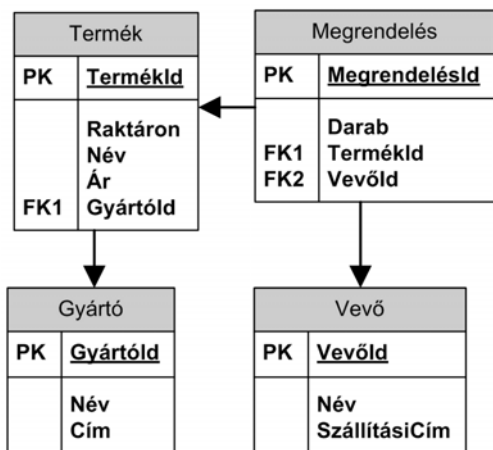 Termék
PK TermékId
Raktáron
Név
Ár
FK1 GyártóId
Megrendelés
PK MegrendelésId
Darab
FK1 TermékId
FK2 VevőId
Gyártó
PK GyártóId
Név
Cím
Vevő
PK VevőId
Név
SzállításiCím